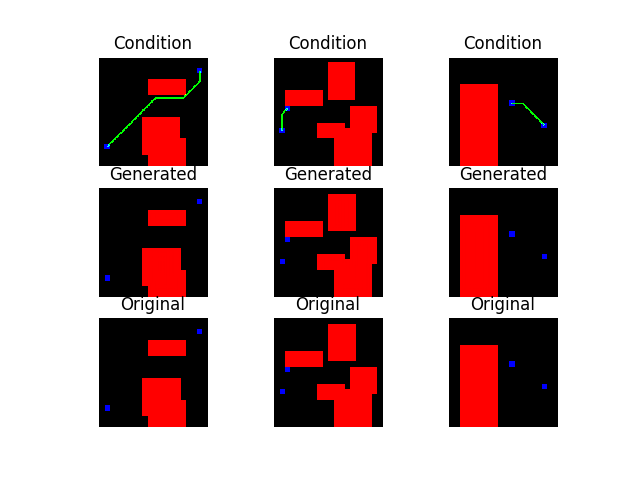 Condition Condition Condition
Generated Generated Generated
Original Original Original